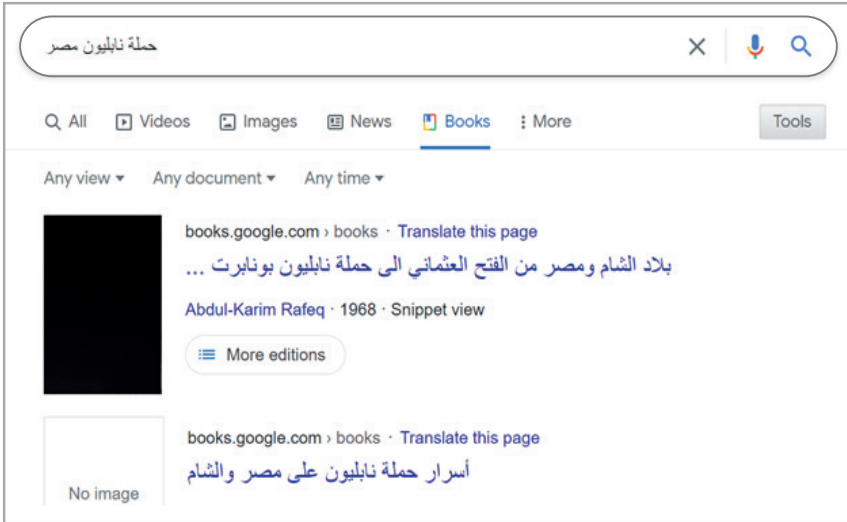 حملة نابليون مصر
All Videos Images News Books More Tools
Any view Any document Any time
books.google.com › books · Translate this page
بلاد الشام ومصر من الفتح العثماني الى حملة نابليون بونابرت ...
Abdul-Karim Rafeq · 1968 · Snippet view
More editions
books.google.com › books · Translate this page
أسرار حملة نابليون على مصر والشام
No image